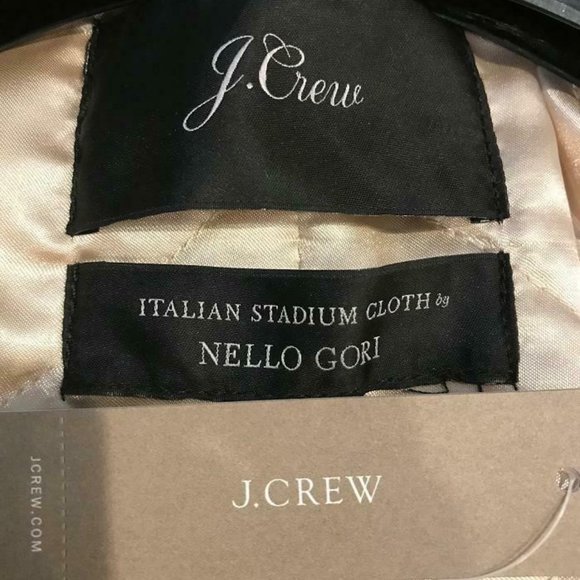 J.Crew
ITALIAN STADIUM CLOTH by
NELLO GORI
J.CREW
JCREW.COM